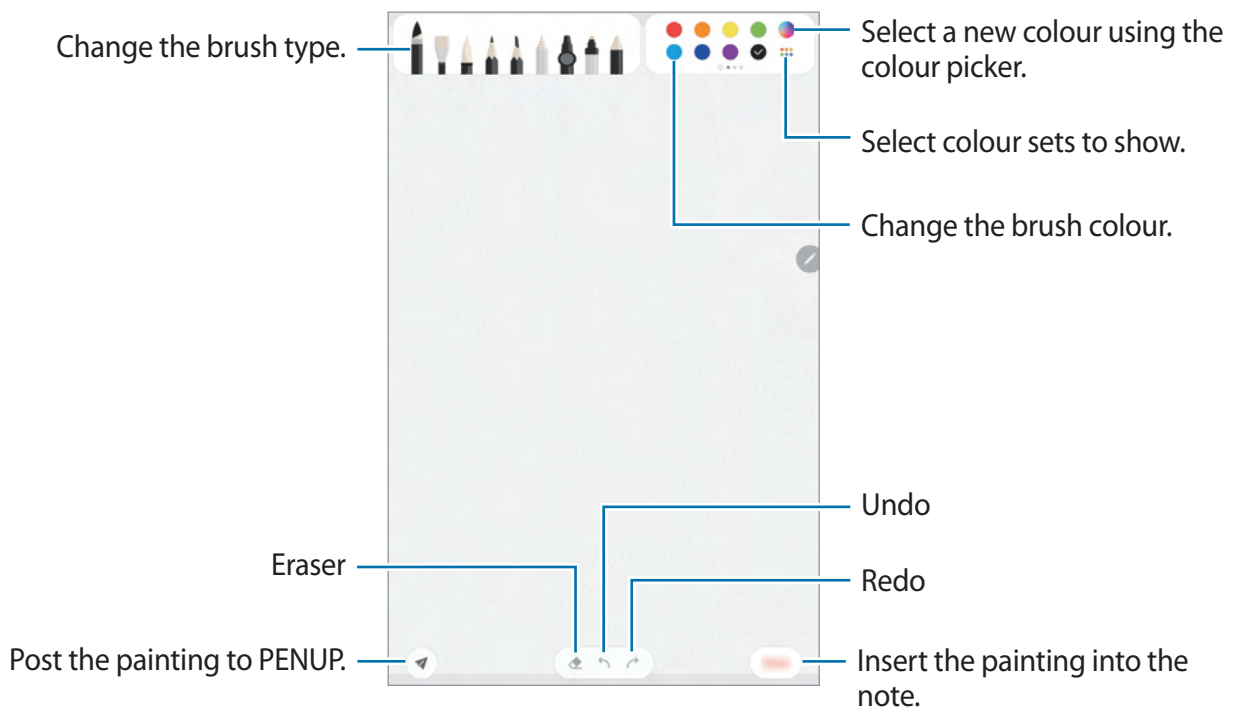 Change the brush type.
Select a new colour using the
colour picker.
Select colour sets to show.
Change the brush colour.
Undo
Eraser
Redo
Post the painting to PENUP.
Insert the painting into the
note.